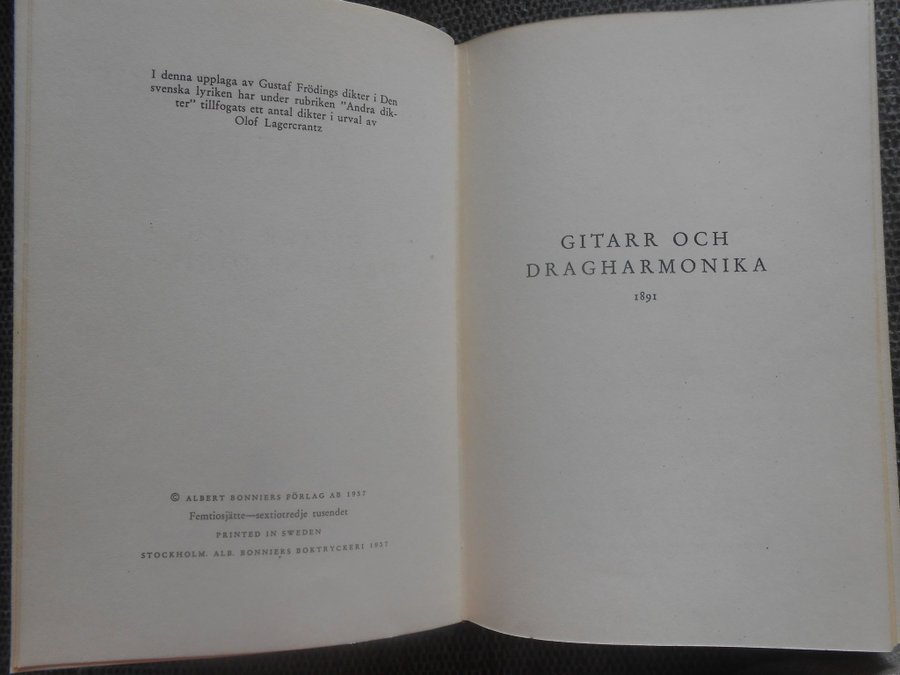 I denna upplaga av Gustaf Frödings dikter i Den
svenska lyriken har under rubriken "Andra dik-
ter" tillfogats ett antal dikter i urval av
Olof Lagercrantz
© ALBERT BONNIERS FÖRLAG AB 1957
Femtiosjätte—sextiotredje tusendet
PRINTED IN SWEDEN
STOCKHOLM. ALB. BONNIERS BOKTRYCKERI 1957
GITARR OCH
DRAGHARMONIKA
1891